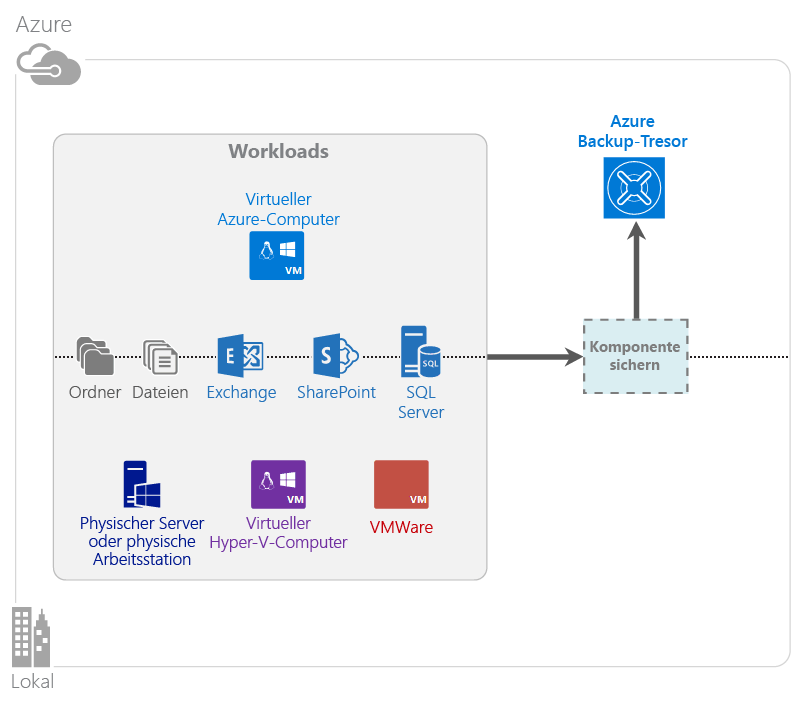 Azure
Azure
Backup-Tresor
Workloads
Virtueller
Azure-Computer
VM
E
S
SQL
Komponente
sichern
Ordner
Dateien
Exchange
SharePoint
SQL
Server
VM
VM
Physischer Server
oder physische
Arbeitsstation
Virtueller
Hyper-V-Computer
VMWare
Lokal